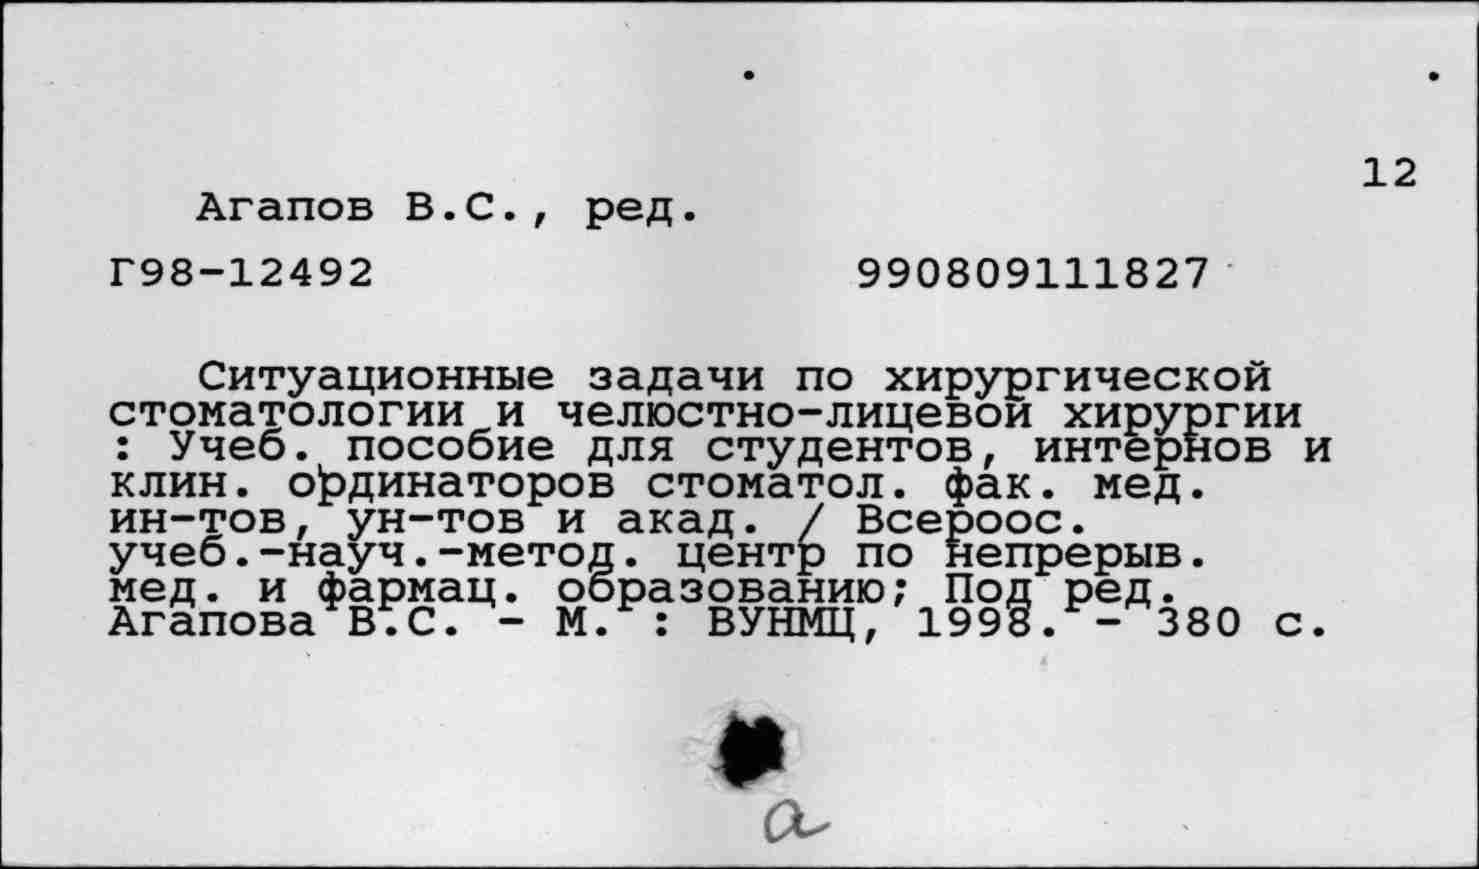 12
Агапов В.С., ред.
Г98-12492 990809111827
Ситуационные задачи по хирургической
стоматологии и челюстно-лицевой хирургии
: Учеб. пособие для студентов, интернов и
клин. ординаторов стоматол. фак. мед.
ин-тов, ун-тов и акад. / Всероос.
учеб.-науч.-метод. центр по непрерыв.
мед. и фармац. образованию; Под ред.
Агапова В.С. - М. : ВУНМЦ, 1998. - 380 с.
а